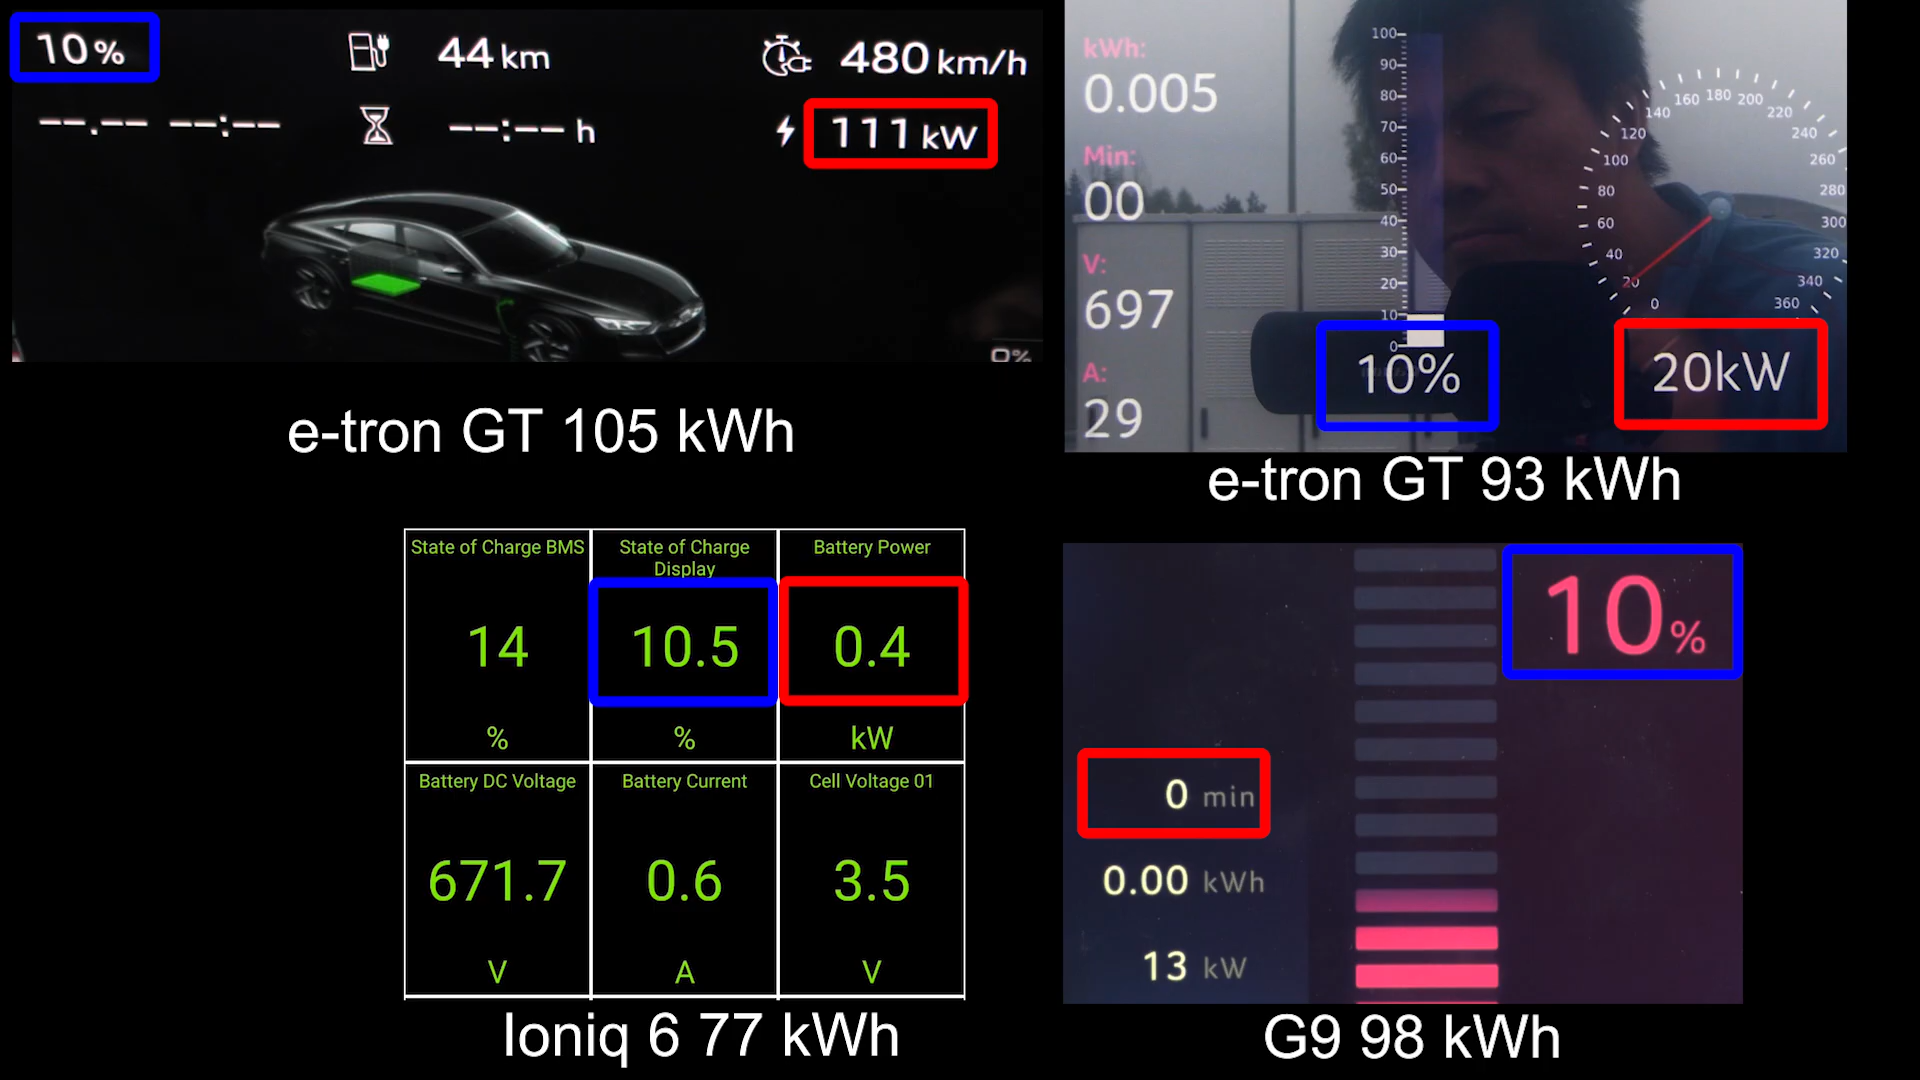 10%
44 km
480 km/h
--.-- --:--
--:-- h
111 kW
0%
e-tron GT 105 kWh
kWh:
0.005
Min:
00
V:
697
A:
29
100
90
80
70
60
50
40
30
20
10
0
10%
0
20
40
60
80
100
120
140
160
180
200
220
240
260
280
300
320
340
360
20kW
e-tron GT 93 kWh
State of Charge BMS
14
%
State of Charge
Display
10.5
%
Battery Power
0.4
kW
Battery DC Voltage
671.7
V
Battery Current
0.6
A
Cell Voltage 01
3.5
V
Ioniq 6 77 kWh
10%
0 min
0.00 kWh
13 kW
G9 98 kWh